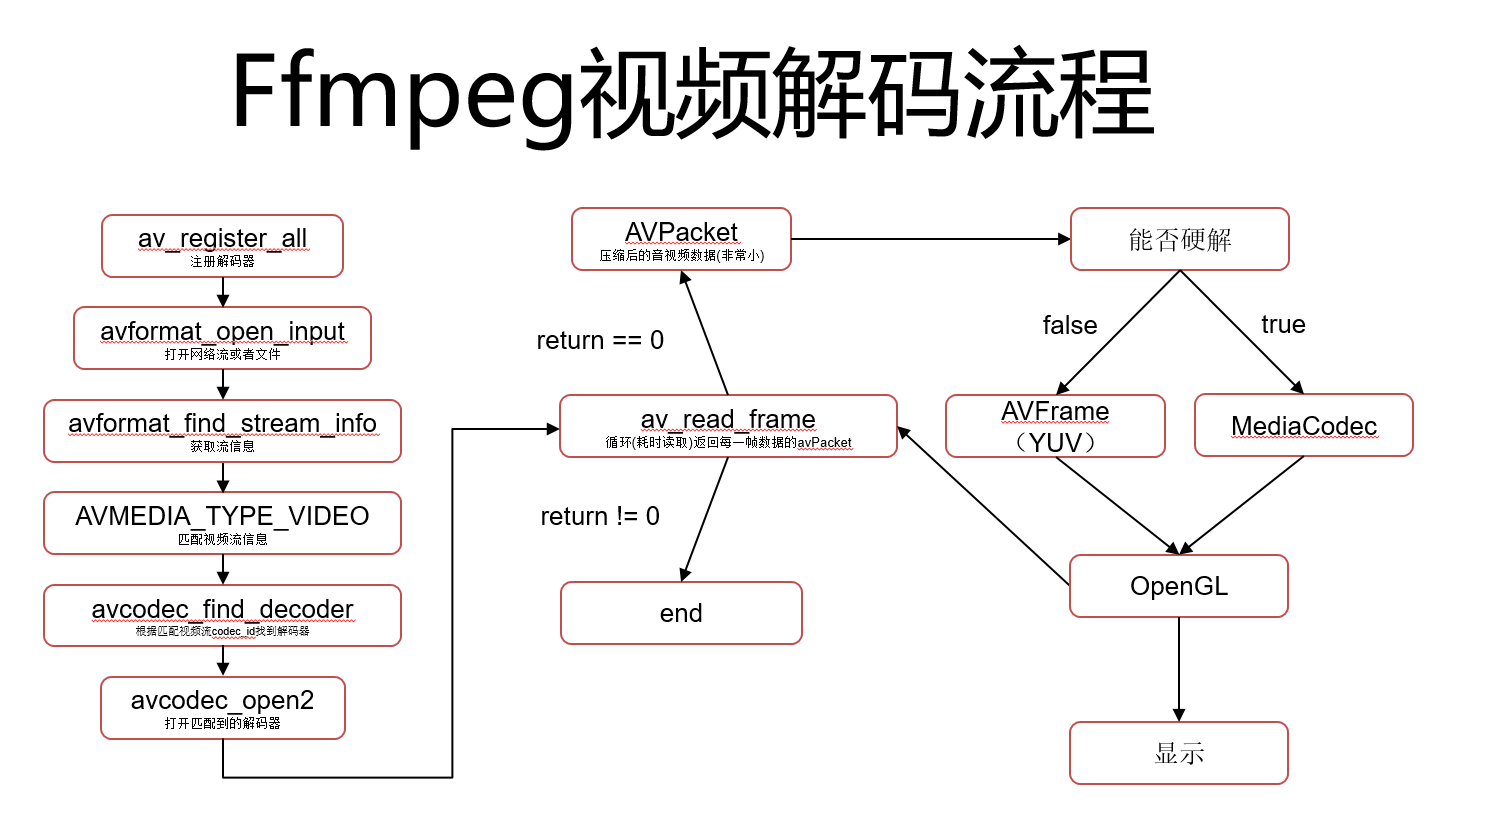 Ffmpeg视频解码流程
av_register_all
注册解码器
avformat_open_input
打开网络流或者文件
avformat_find_stream_info
获取流信息
AVMEDIA_TYPE_VIDEO
匹配视频流信息
avcodec_find_decoder
根据匹配视频流codec_id找到解码器
avcodec_open2
打开匹配到的解码器
AVPacket
压缩后的音视频数据(非常小)
return == 0
av_read_frame
循环(耗时读取)返回每一帧数据的avPacket
return != 0
end
能否硬解
false
true
AVFrame
（YUV）
MediaCodec
OpenGL
显示